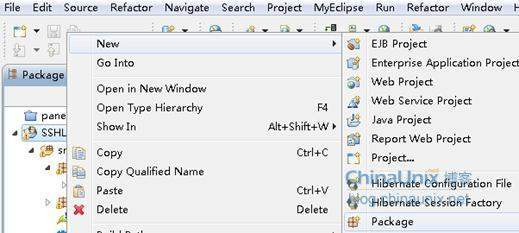 File Edit Source Refactor Navigate Search Project MyEclipse Run Refactor Window
Package
pane
SSHL
New
Go Into
Open in New Window
Open Type Hierarchy F4
Show In Alt+Shift+W
Copy Ctrl+C
Copy Qualified Name
Paste Ctrl+V
Delete Delete
EJB Project
Enterprise Application Project
Web Project
Web Service Project
Java Project
Report Web Project
Project...
ChinaUnix 博客
Hibernate Configuration File
blog.chinaunix.net
Hibernate Session Factory
Package